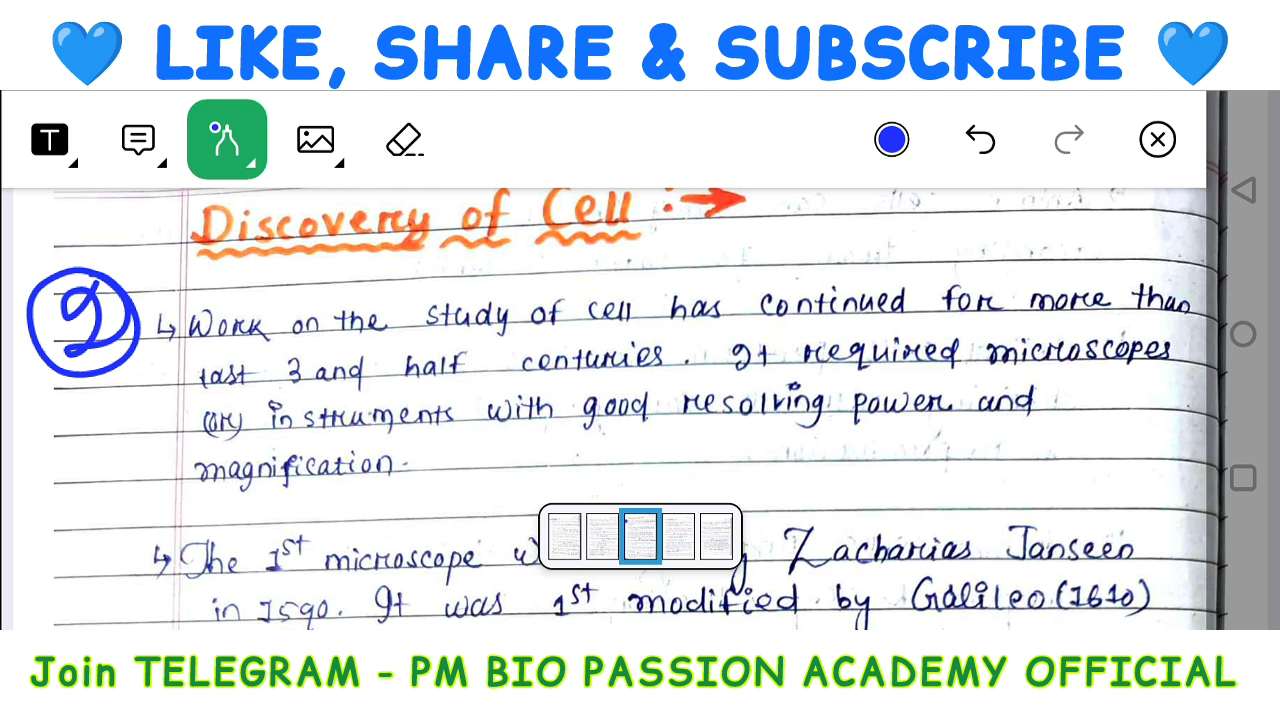 💙 LIKE, SHARE & SUBSCRIBE 💙
T
Discovery of Cell :→
2
↳ Work on the study of cell has continued for more than
last 3 and half centuries. It required microscopes
(or) instruments with good resolving power and
magnification.
↳ The 1st microscope Zacharias Janseen
in 1590. It was 1st modified by Galileo (1610)
Join TELEGRAM - PM BIO PASSION ACADEMY OFFICIAL